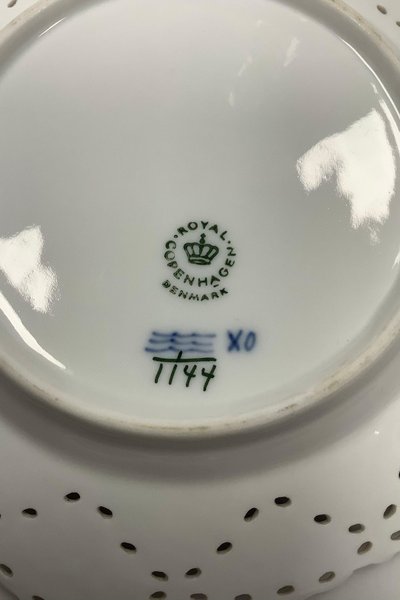 ROYAL
COPENHAGEN
DENMARK
XO
1144